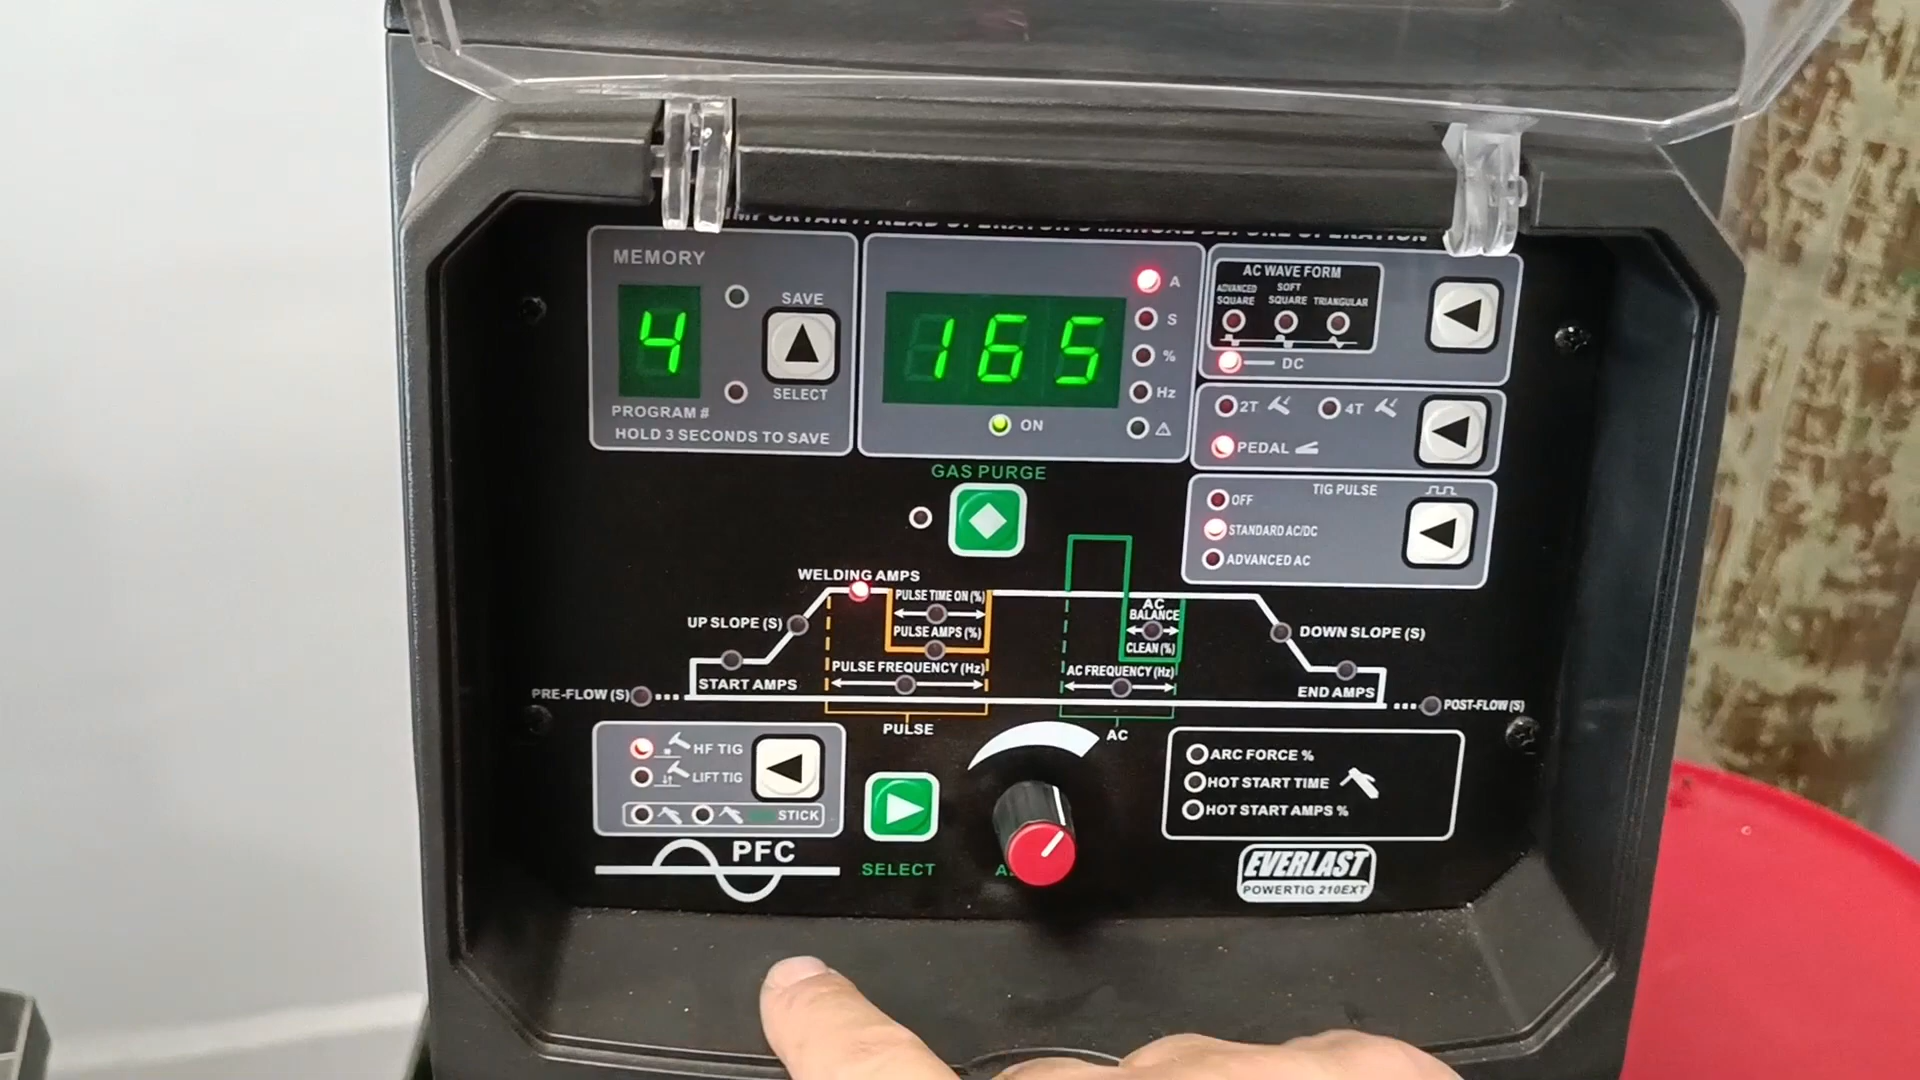 IMPORTANT: READ OPERATOR'S MANUAL BEFORE OPERATION
MEMORY
4
SAVE
SELECT
PROGRAM #
HOLD 3 SECONDS TO SAVE
165
A
S
%
Hz
ON
AC WAVE FORM
ADVANCED SQUARE
SOFT SQUARE
TRIANGULAR
DC
2T
4T
PEDAL
TIG PULSE
OFF
STANDARD AC/DC
ADVANCED AC
GAS PURGE
WELDING AMPS
PULSE TIME ON (%)
PULSE AMPS (%)
PULSE FREQUENCY (Hz)
UP SLOPE (S)
START AMPS
PRE-FLOW (S)
PULSE
AC
BALANCE
CLEAN (%)
AC FREQUENCY (Hz)
AC
DOWN SLOPE (S)
END AMPS
POST-FLOW (S)
HF TIG
LIFT TIG
STICK
PFC
SELECT
ARC FORCE %
HOT START TIME
HOT START AMPS %
EVERLAST
POWERTIG 210EXT